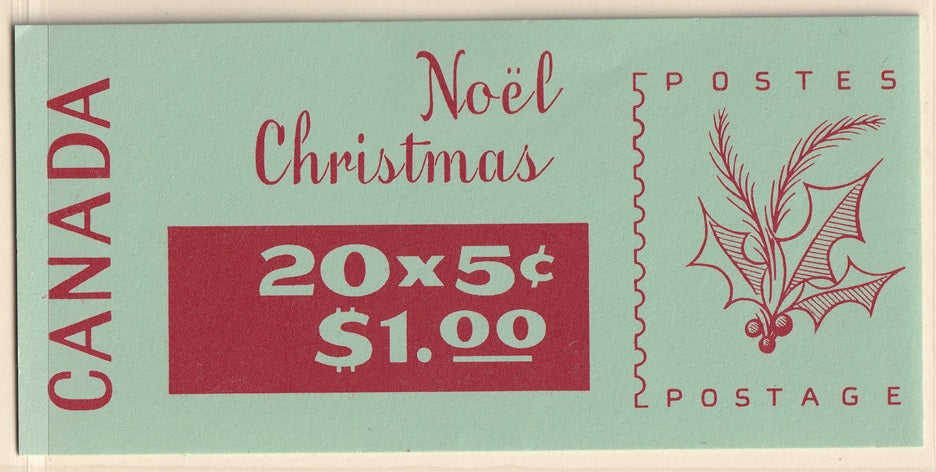 CANADA
Noël
Christmas
20x5¢
$1.00
POSTES
POSTAGE